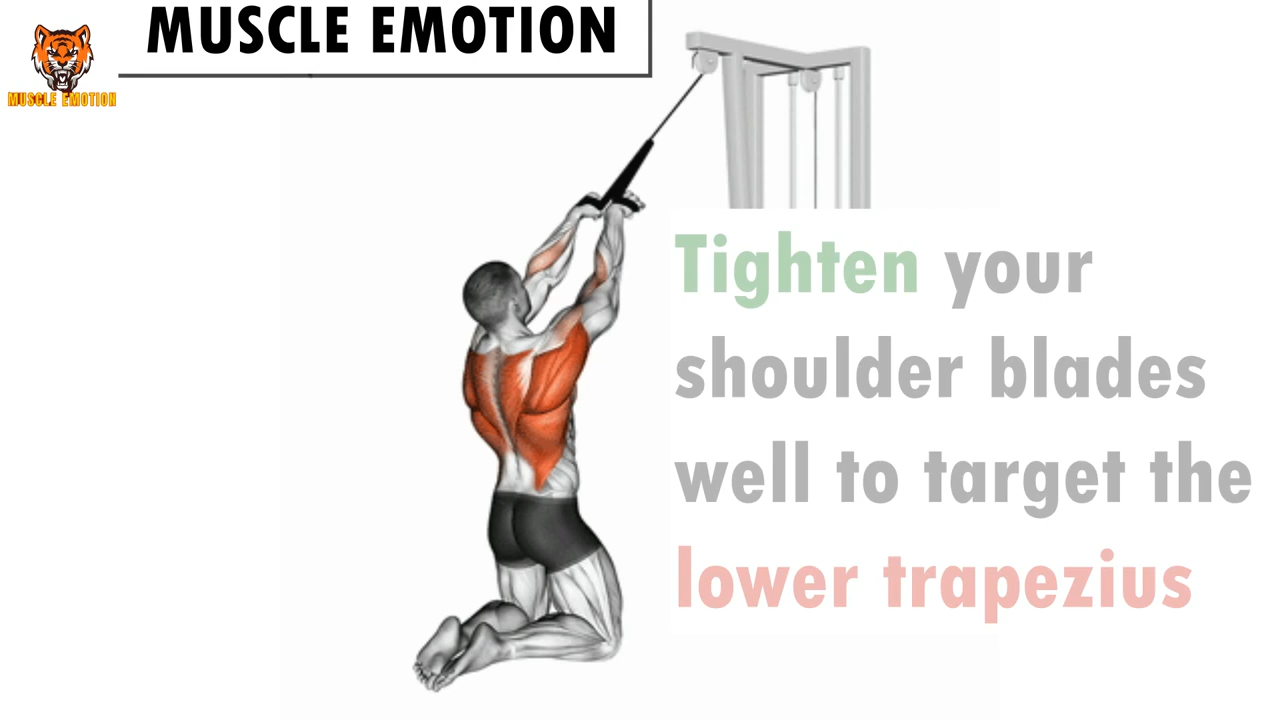 MUSCLE EMOTION
MUSCLE EMOTION
Tighten your
shoulder blades
well to target the
lower trapezius